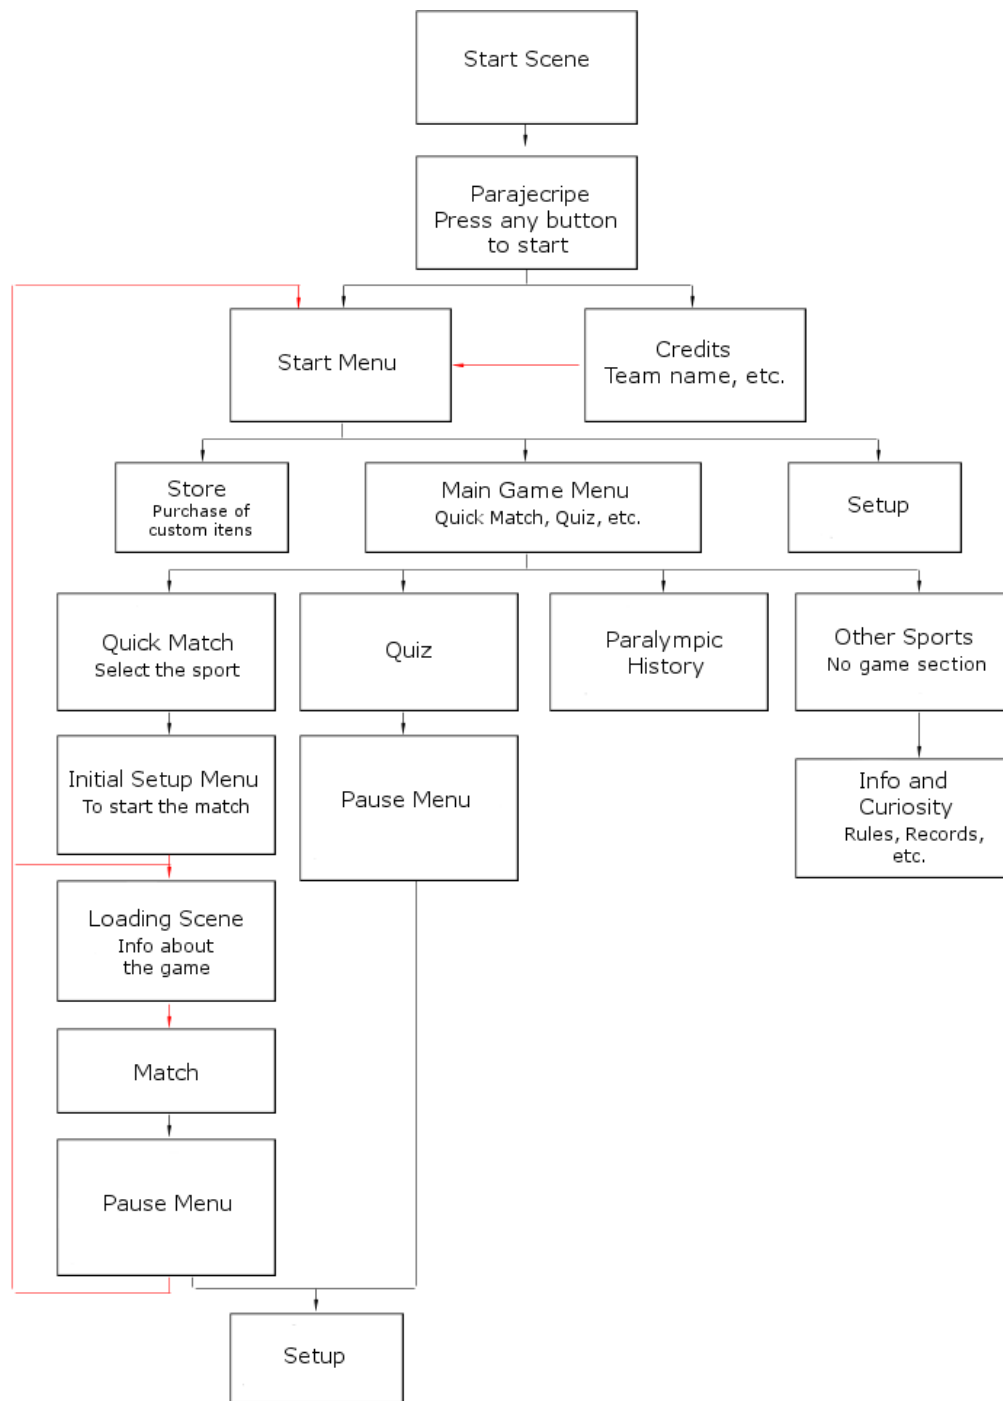 Start Scene
Parajecripe
Press any button
to start
Start Menu
Credits
Team name, etc.
Store
Purchase of
custom itens
Main Game Menu
Quick Match, Quiz, etc.
Setup
Quick Match
Select the sport
Quiz
Paralympic
History
Other Sports
No game section
Initial Setup Menu
To start the match
Pause Menu
Info and
Curiosity
Rules, Records,
etc.
Loading Scene
Info about
the game
Match
Pause Menu
Setup